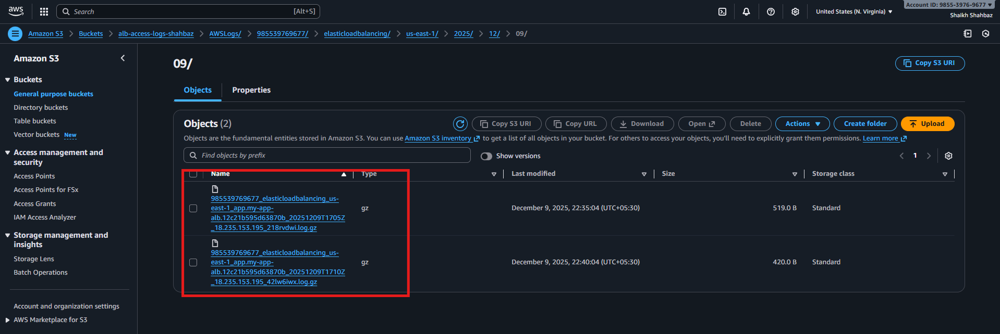 aws
Search
[Alt+S]
United States (N. Virginia)
Account ID: 9855-3976-9677
Shaikh Shahbaz
Amazon S3
Buckets
alb-access-logs-shahbaz
AWSLogs/
985539769677/
elasticloadbalancing/
us-east-1/
2025/
12/
09/
Amazon S3
Buckets
General purpose buckets
Directory buckets
Table buckets
Vector buckets New
Access management and
security
Access Points
Access Points for FSx
Access Grants
IAM Access Analyzer
Storage management and
insights
Storage Lens
Batch Operations
Account and organization settings
AWS Marketplace for S3
09/
Copy S3 URI
Objects
Properties
Objects (2)
Copy S3 URI
Copy URL
Download
Open
Delete
Actions
Create folder
Upload
Objects are the fundamental entities stored in Amazon S3. You can use Amazon S3 inventory to get a list of all objects in your bucket. For others to access your objects, you'll need to explicitly grant them permissions. Learn more
Find objects by prefix
Show versions
1
Name
Type
Last modified
Size
Storage class
985539769677_elasticloadbalancing_us-
east-1_app.my-app-
alb.12c21b595d63870b_20251209T1705Z
_18.235.153.195_218rvdwi.log.gz
gz
December 9, 2025, 22:35:04 (UTC+05:30)
519.0 B
Standard
985539769677_elasticloadbalancing_us-
east-1_app.my-app-
alb.12c21b595d63870b_20251209T1710Z
_18.235.153.195_42lw6iwx.log.gz
gz
December 9, 2025, 22:40:04 (UTC+05:30)
420.0 B
Standard